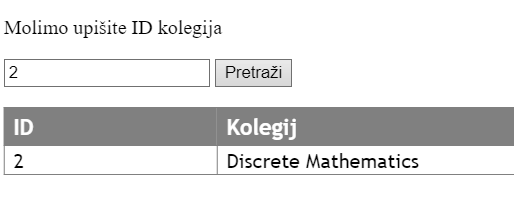 Molimo upišite ID kolegija
2 Pretraži
ID Kolegij
2 Discrete Mathematics